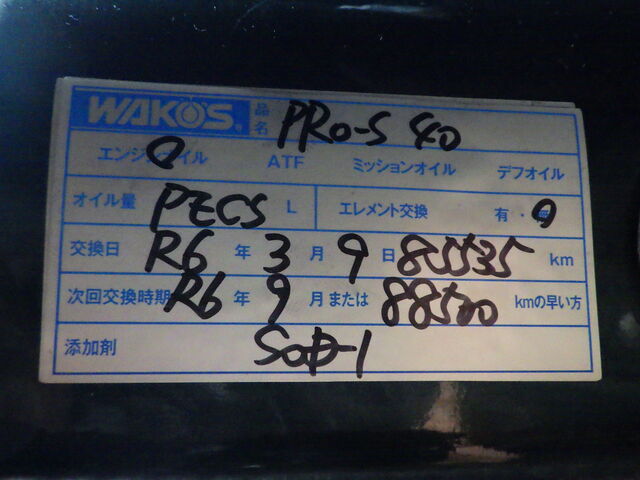 WAKO'S 品名 PRO-S 40
エンジンオイル ATF ミッションオイル デフオイル
オイル量 PECS L エレメント交換 有・
交換日 R6 年 3 月 9 日 85535 km
次回交換時期 R6 年 9 月または 88500 kmの早い方
添加剤 SOD-1